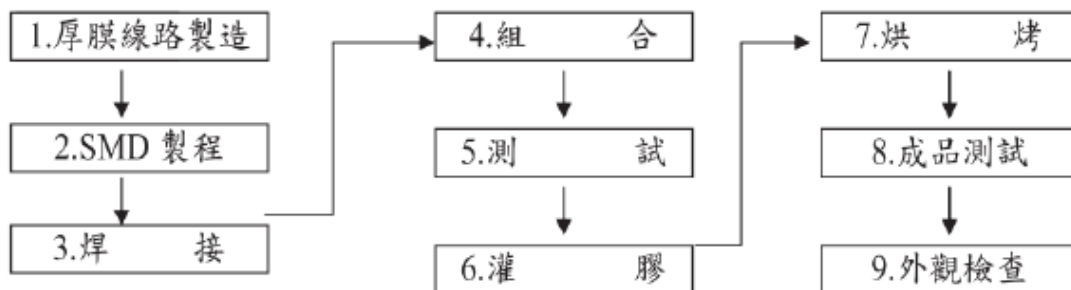 1.厚膜線路製造
2.SMD 製程
3.焊 接
4.組 合
5.測 試
6.灌 膠
7.烘 烤
8.成品測試
9.外觀檢查